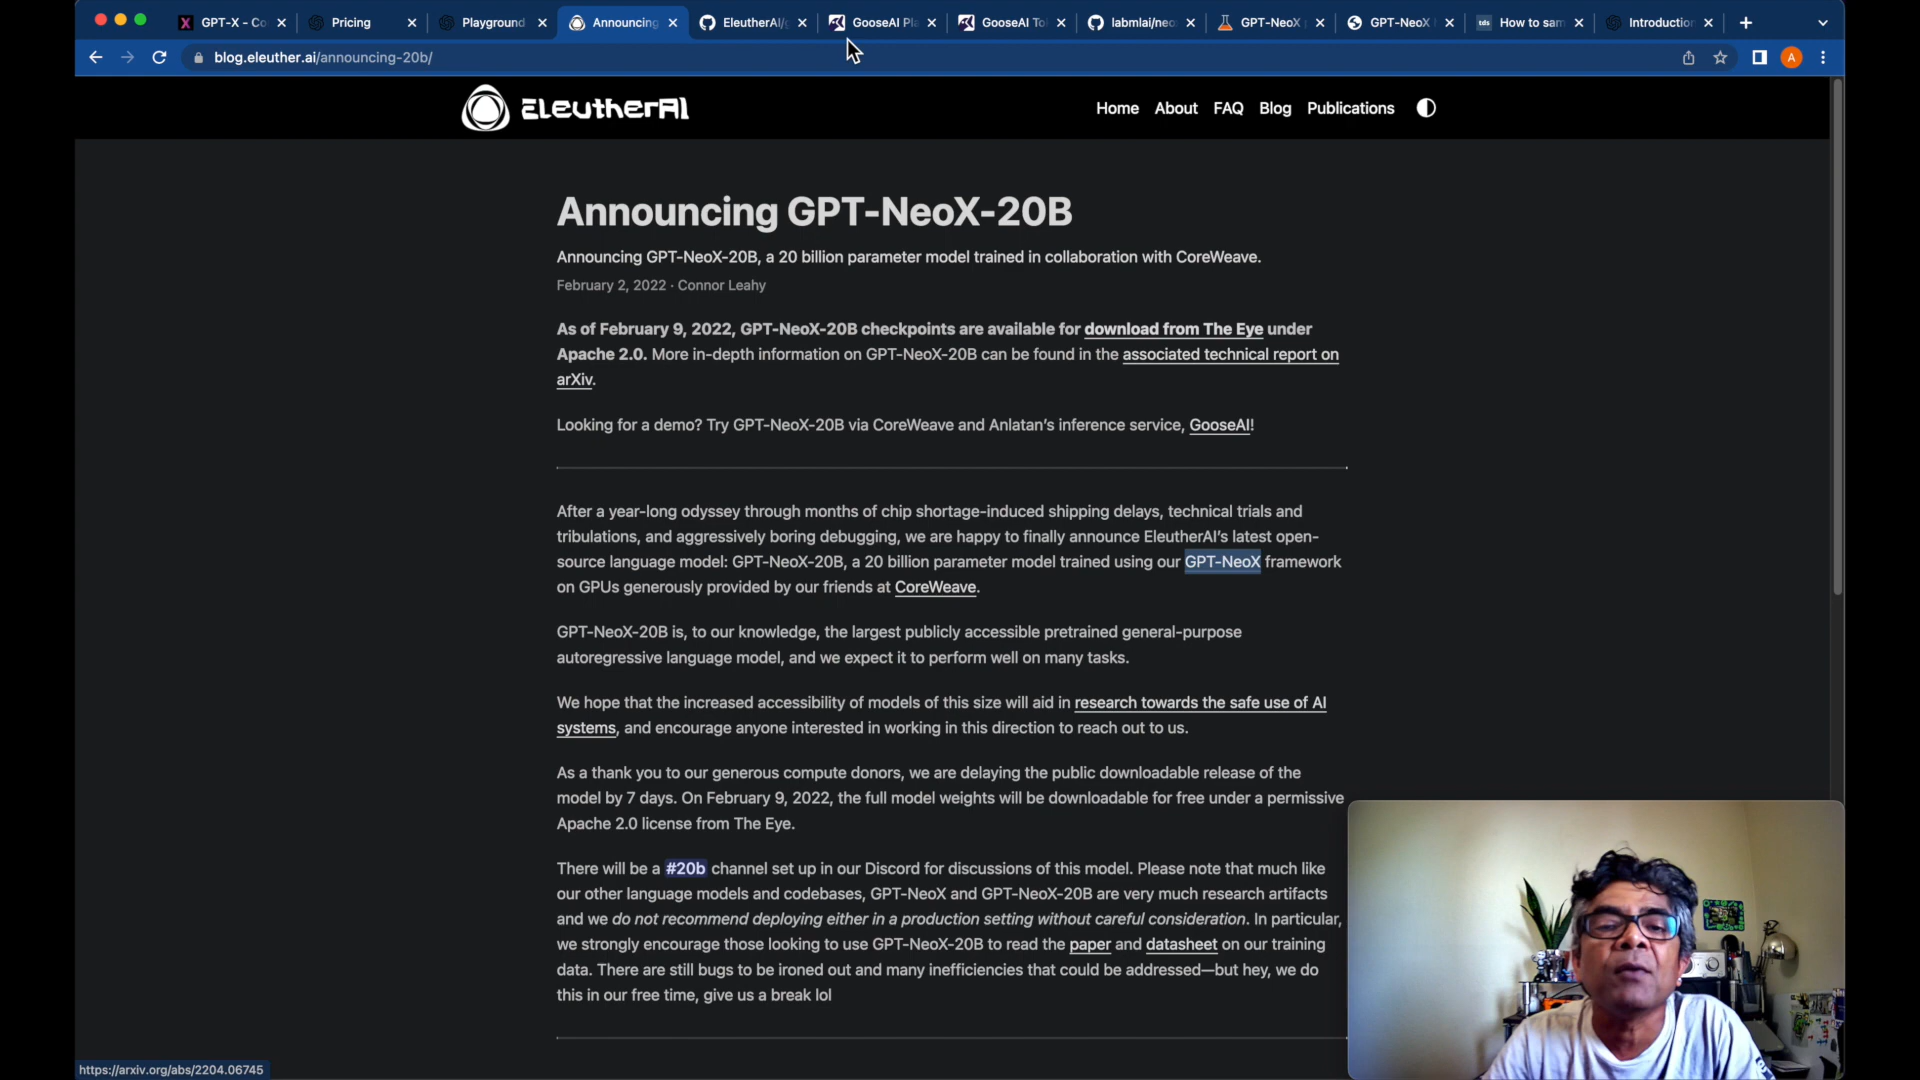 GPT-X - Co
Pricing
Playground
Announcing
EleutherAI/g
GooseAI Pla
GooseAI To
labmlai/neo
GPT-NeoX
GPT-NeoX
tds
How to sam
Introduction
blog.eleuther.ai/announcing-20b/
A
EleutherAI
Home
About
FAQ
Blog
Publications
Announcing GPT-NeoX-20B
Announcing GPT-NeoX-20B, a 20 billion parameter model trained in collaboration with CoreWeave.
February 2, 2022 · Connor Leahy
As of February 9, 2022, GPT-NeoX-20B checkpoints are available for download from The Eye under
Apache 2.0. More in-depth information on GPT-NeoX-20B can be found in the associated technical report on
arXiv.
Looking for a demo? Try GPT-NeoX-20B via CoreWeave and Anlatan's inference service, GooseAI!
After a year-long odyssey through months of chip shortage-induced shipping delays, technical trials and
tribulations, and aggressively boring debugging, we are happy to finally announce EleutherAI's latest open-
source language model: GPT-NeoX-20B, a 20 billion parameter model trained using our GPT-NeoX framework
on GPUs generously provided by our friends at CoreWeave.
GPT-NeoX-20B is, to our knowledge, the largest publicly accessible pretrained general-purpose
autoregressive language model, and we expect it to perform well on many tasks.
We hope that the increased accessibility of models of this size will aid in research towards the safe use of AI
systems, and encourage anyone interested in working in this direction to reach out to us.
As a thank you to our generous compute donors, we are delaying the public downloadable release of the
model by 7 days. On February 9, 2022, the full model weights will be downloadable for free under a permissive
Apache 2.0 license from The Eye.
There will be a #20b channel set up in our Discord for discussions of this model. Please note that much like
our other language models and codebases, GPT-NeoX and GPT-NeoX-20B are very much research artifacts
and we do not recommend deploying either in a production setting without careful consideration. In particular,
we strongly encourage those looking to use GPT-NeoX-20B to read the paper and datasheet on our training
data. There are still bugs to be ironed out and many inefficiencies that could be addressed—but hey, we do
this in our free time, give us a break lol
https://arxiv.org/abs/2204.06745